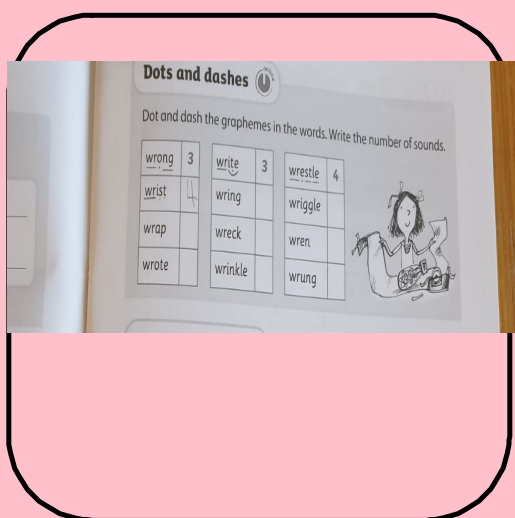 Dots and dashes
Dot and dash the graphemes in the words. Write the number of sounds.
wrong 3 write 3 wrestle 4
wrist 4 wring wriggle
wrap wreck wren
wrote wrinkle wrung